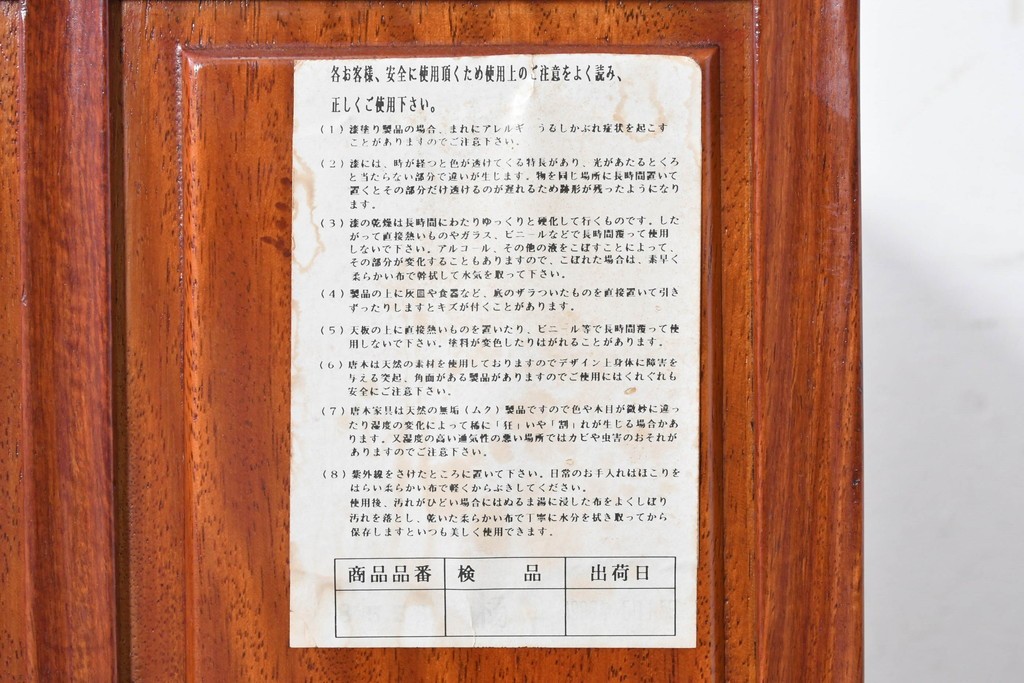 各お客様、安全に使用頂くため使用上のご注意をよく読み、
正しくご使用下さい。
(1) 漆塗り製品の場合、まれにアレルギ うるしかぶれ症状を起こす
ことがありますのでご注意下さい。
(2) 漆には、時が経つと色が透けてくる特長があり、光があたるとくろ
と当たらない部分で違いが生じます。物を同じ場所に長時間置いて
置くとその部分だけ透けるのが遅れるため跡形が残ったようになり
ます。
(3) 漆の乾燥は長時間にわたりゆっくりと硬化して行くものです。した
がって直接熱いものやガラス、ビニールなどで長時間覆って使用
しないで下さい。アルコール、その他の液をこぼすことによって、
その部分が変化することもありますので、こぼれた場合は、素早く
柔らかい布で幹拭して水気を取って下さい。
(4) 製品の上に灰皿や食器など、底のザラついたものを直接置いて引き
ずったりしますとキズが付くことがあります。
(5) 天板の上に直接熱いものを置いたり、ビニール等で長時間覆って使
用しないで下さい。塗料が変色したりはがれることがあります。
(6) 唐木は天然の素材を使用しておりますのでデザイン上身体に障害を
与える突起、角面がある製品がありますのでご使用にはくれぐれも
安全にご注意下さい。
(7) 唐木家具は天然の無垢（ムク）製品ですので色や木目が微妙に違っ
たり湿度の変化によって稀に「狂」いや「割」れが生じる場合かあ
ります。又湿度の高い通気性の悪い場所ではカビや虫害のおそれが
ありますのでご注意下さい。
(8) 紫外線をさけたところに置いて下さい。日常のお手入れはほこりを
はらい柔らかい布で軽くからぶきしてください。
使用後、汚れがひどい場合にはぬるま湯に浸した布をよくしぼり
汚れを落とし、乾いた柔らかい布で丁寧に水分を拭き取ってから
保存しますといつも美しく使用できます。
商品品番 検 品 出荷日